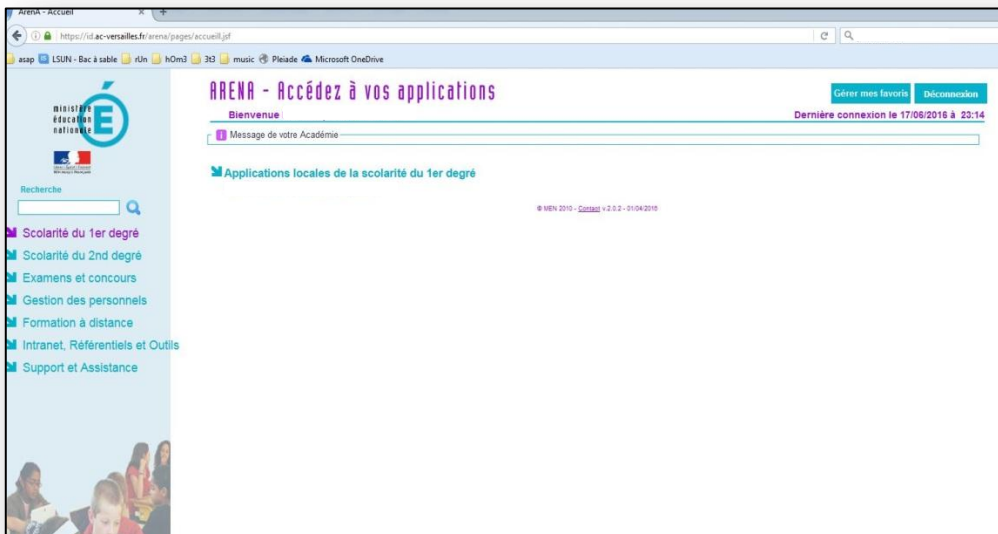 ArenA - Accueil
https://id.ac-versailles.fr/arena/pages/accueill.jsf
asap LSUN - Bac à sable rUn hOm3 3t3 music Pleiade Microsoft OneDrive
ministère
éducation
nationale
ARENA - Accédez à vos applications
Gérer mes favoris Déconnexion
Bienvenue
Dernière connexion le 17/06/2016 à 23:14
Message de votre Académie
Applications locales de la scolarité du 1er degré
© MEN 2010 - Contact v.2.0.2 - 01/04/2016
Recherche
Scolarité du 1er degré
Scolarité du 2nd degré
Examens et concours
Gestion des personnels
Formation à distance
Intranet, Référentiels et Outils
Support et Assistance